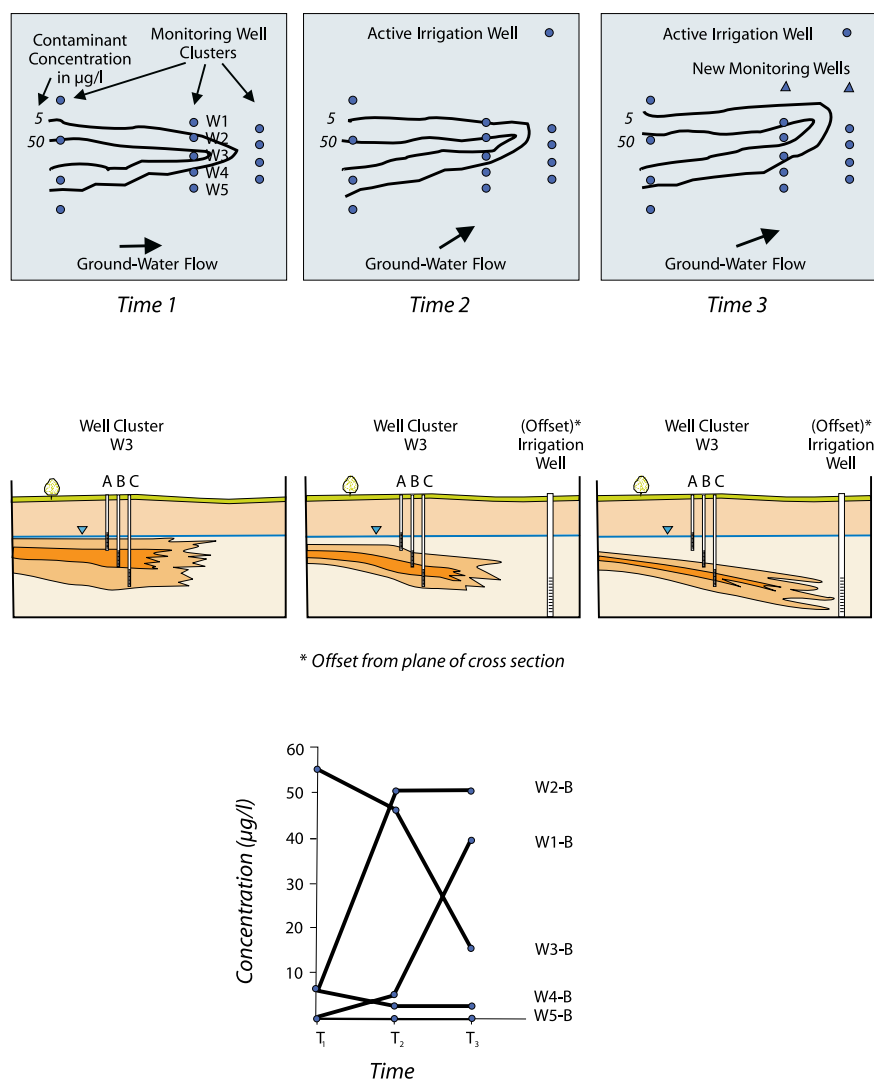 Contaminant
Concentration
in µg/l
Monitoring Well
Clusters
5
50
W1
W2
W3
W4
W5
Ground-Water Flow
Time 1
Active Irrigation Well
5
50
Ground-Water Flow
Time 2
Active Irrigation Well
New Monitoring Wells
5
50
Ground-Water Flow
Time 3
Well Cluster
W3
A B C
Well Cluster
W3
(Offset)*
Irrigation
Well
A B C
Well Cluster
W3
(Offset)*
Irrigation
Well
A B C
* Offset from plane of cross section
Concentration (µg/l)
60
50
40
30
20
10
W2-B
W1-B
W3-B
W4-B
W5-B
T1 T2 T3
Time